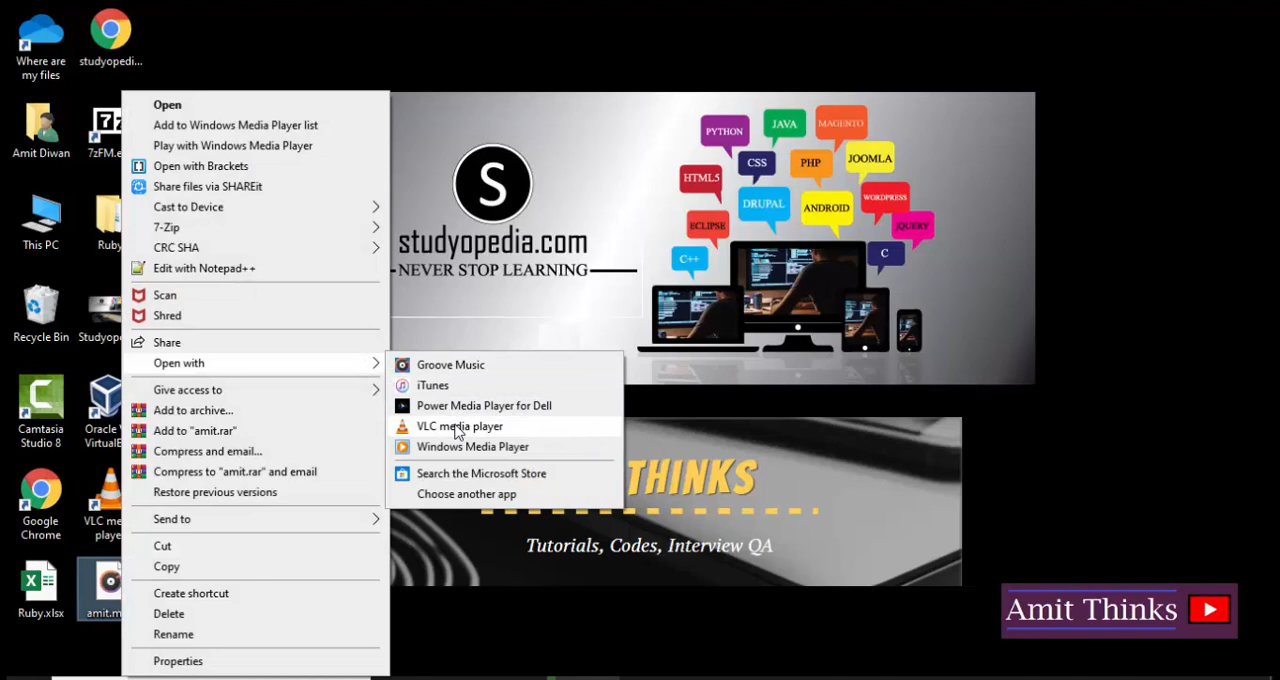 Where are
my files
studyopedi...
Amit Diwan
7zFM.e
This PC
Ruby
Recycle Bin
Studyop
Camtasia
Studio 8
Oracle
VirtualB
Google
Chrome
VLC me
playe
Ruby.xlsx
amit.m
Open
Add to Windows Media Player list
Play with Windows Media Player
Open with Brackets
Share files via SHAREit
Cast to Device
7-Zip
CRC SHA
Edit with Notepad++
Scan
Shred
Share
Open with
Give access to
Add to archive...
Add to "amit.rar"
Compress and email...
Compress to "amit.rar" and email
Restore previous versions
Send to
Cut
Copy
Create shortcut
Delete
Rename
Properties
Groove Music
iTunes
Power Media Player for Dell
VLC media player
Windows Media Player
Search the Microsoft Store
Choose another app
S
studyopedia.com
NEVER STOP LEARNING
PYTHON
JAVA
MAGENTO
CSS
PHP
JOOMLA
HTML5
DRUPAL
ANDROID
WORDPRESS
ECLIPSE
JQUERY
C++
C
THINKS
Tutorials, Codes, Interview QA
Amit Thinks